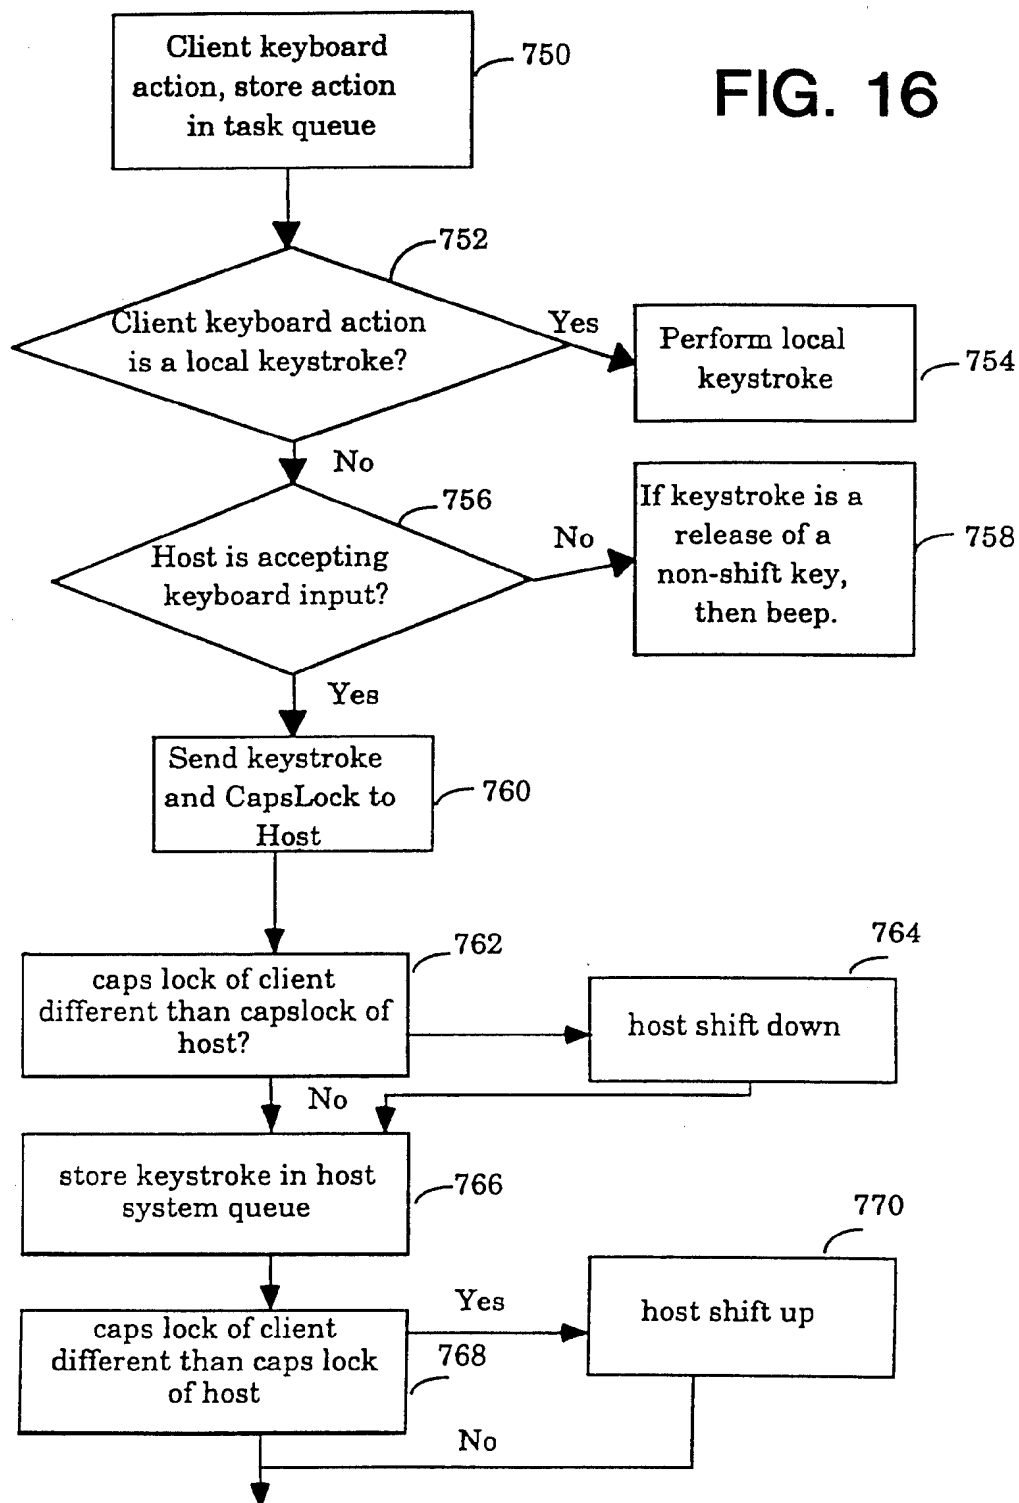 Client keyboard
action, store action
in task queue
750
FIG. 16
752
Client keyboard action
is a local keystroke?
Yes
Perform local
keystroke
754
No
756
Host is accepting
keyboard input?
No
If keystroke is a
release of a
non-shift key,
then beep.
758
Yes
Send keystroke
and CapsLock to
Host
760
762
caps lock of client
different than capslock of
host?
764
host shift down
No
store keystroke in host
system queue
766
770
caps lock of client
different than caps lock
of host
768
Yes
host shift up
No